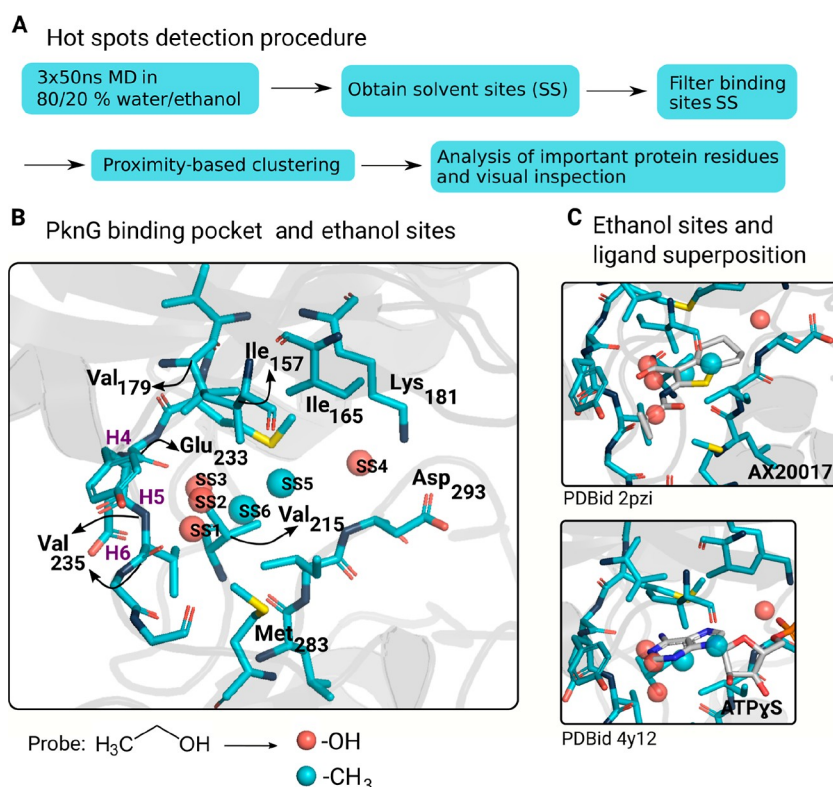 A
Hot spots detection procedure
3x50ns MD in
80/20 % water/ethanol
Obtain solvent sites (SS)
Filter binding
sites SS
Proximity-based clustering
Analysis of important protein residues
and visual inspection
B
PknG binding pocket and ethanol sites
Val179
Ile157
Ile165
Lys181
H4
Glu233
SS3
SS5
SS4
H5
SS2
SS6
Asp293
Val235
SS1
Val215
H6
Met283
Probe: H3C OH
-OH
-CH3
C
Ethanol sites and
ligand superposition
AX20017
PDBid 2pzi
ATPɣS
PDBid 4y12